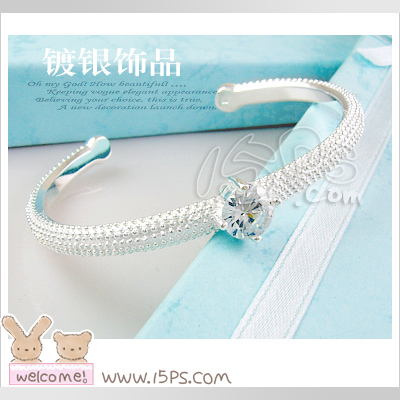 镀银饰品
Oh my God! How beautiful! ....
Keeping vogue elegant appearance.
Believing your choice, this is also
A new decoration launch down.
15PS
.Com
welcome!
www.15PS.com